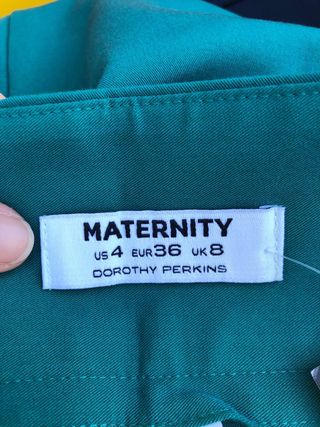 MATERNITY
US 4 EUR 36 UK 8
DOROTHY PERKINS